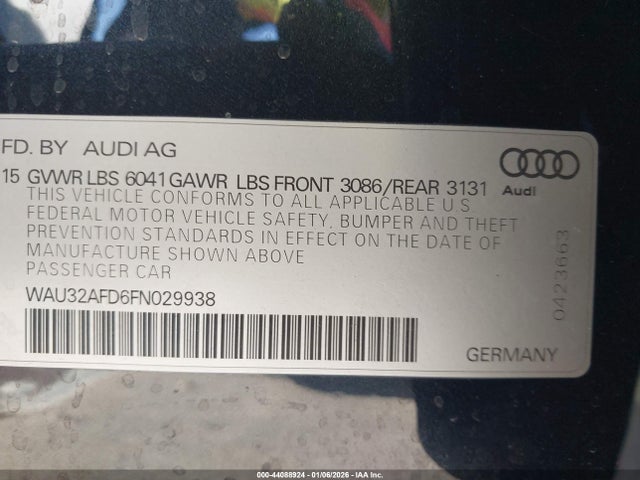 MFD. BY AUDI AG
15 GVWR LBS 6041 GAWR LBS FRONT 3086/REAR 3131
THIS VEHICLE CONFORMS TO ALL APPLICABLE U S
FEDERAL MOTOR VEHICLE SAFETY, BUMPER AND THEFT
PREVENTION STANDARDS IN EFFECT ON THE DATE OF
MANUFACTURE SHOWN ABOVE
PASSENGER CAR
WAU32AFD6FN029938
Audi
0423663
GERMANY
000-44088924 | 01/06/2026 | IAA Inc.